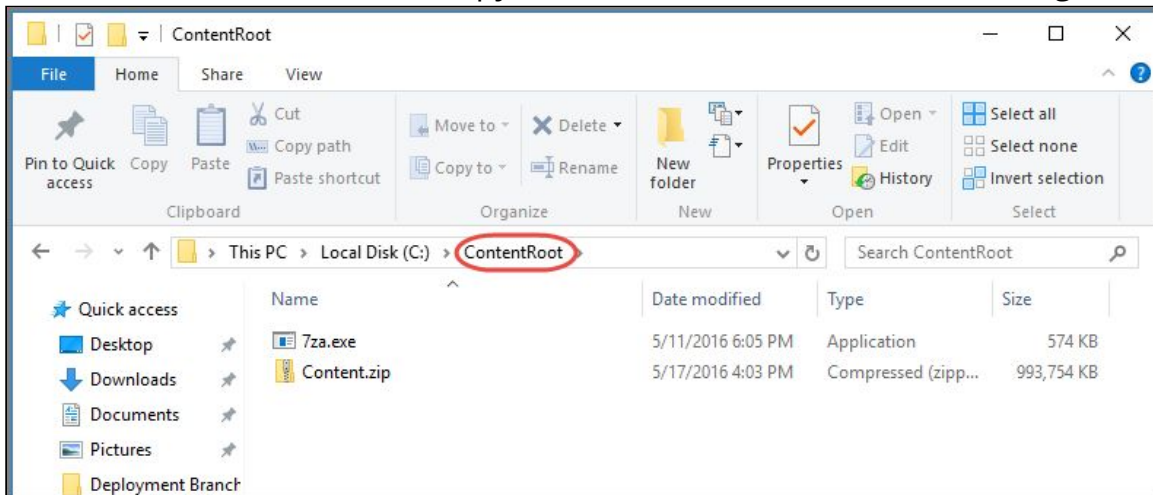 ContentRoot
File Home Share View
Pin to Quick access
Copy
Paste
Cut
Copy path
Paste shortcut
Clipboard
Move to
Copy to
Delete
Rename
Organize
New folder
New
Properties
Open
Edit
History
Open
Select all
Select none
Invert selection
Select
This PC > Local Disk (C:) > ContentRoot >
Search ContentRoot
Quick access
Desktop
Downloads
Documents
Pictures
Deployment Branch
Name Date modified Type Size
7za.exe 5/11/2016 6:05 PM Application 574 KB
Content.zip 5/17/2016 4:03 PM Compressed (zipp... 993,754 KB